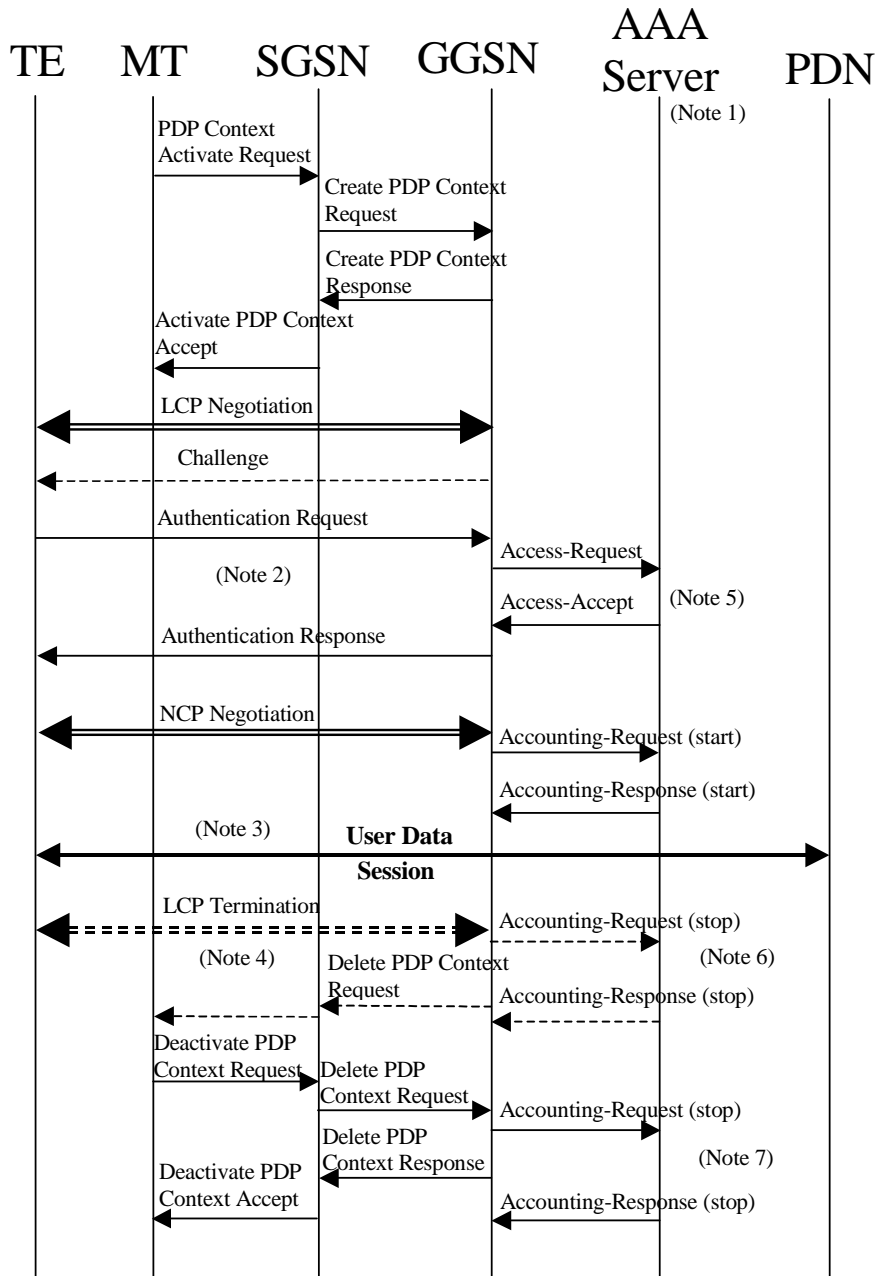 TE MT SGSN GGSN AAA Server PDN
(Note 1)
PDP Context
Activate Request
Create PDP Context
Request
Create PDP Context
Response
Activate PDP Context
Accept
LCP Negotiation
Challenge
Authentication Request
Access-Request
(Note 2)
Access-Accept
(Note 5)
Authentication Response
NCP Negotiation
Accounting-Request (start)
Accounting-Response (start)
(Note 3)
User Data
Session
LCP Termination
Accounting-Request (stop)
(Note 4)
Delete PDP Context
Request
(Note 6)
Accounting-Response (stop)
Deactivate PDP
Context Request
Delete PDP
Context Request
Accounting-Request (stop)
Delete PDP
Context Response
(Note 7)
Deactivate PDP
Context Accept
Accounting-Response (stop)